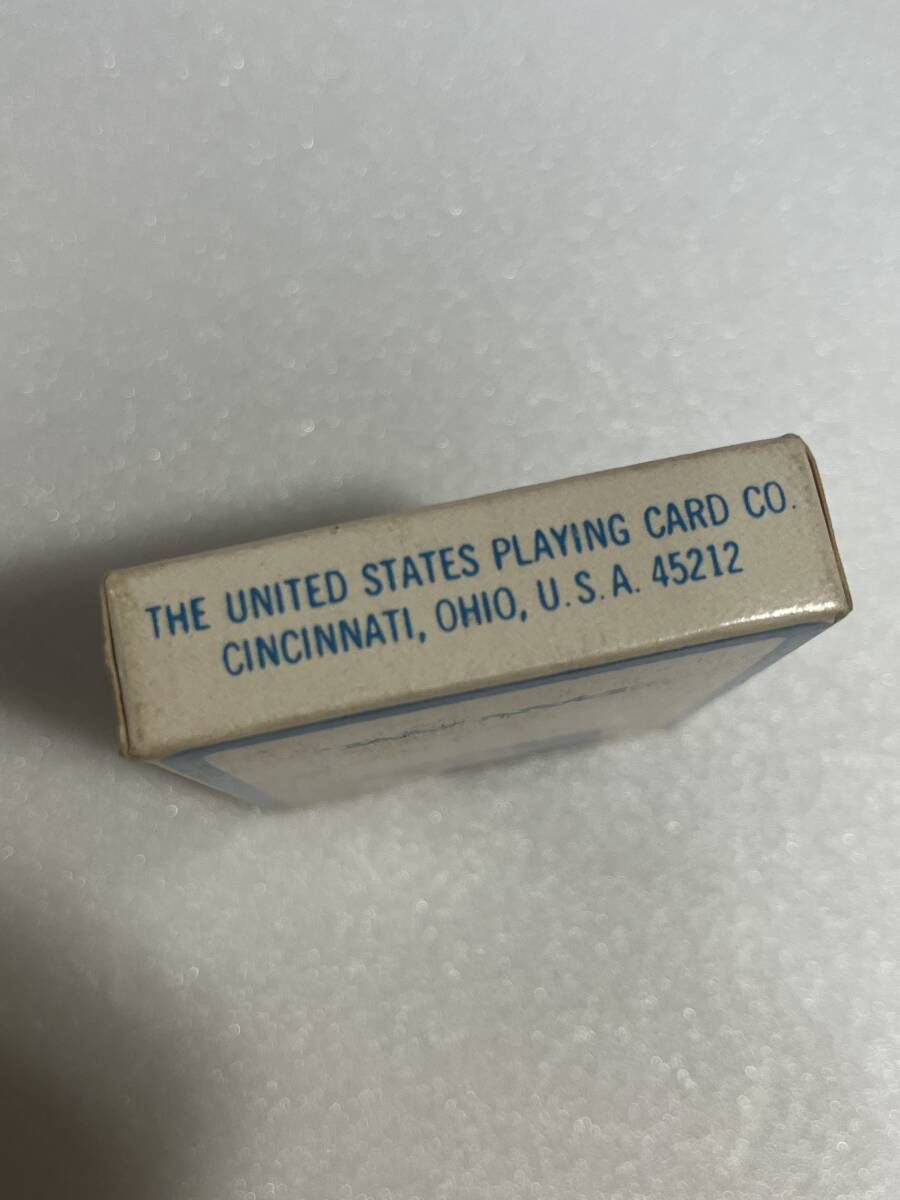 THE UNITED STATES PLAYING CARD CO.
CINCINNATI, OHIO, U.S.A. 45212